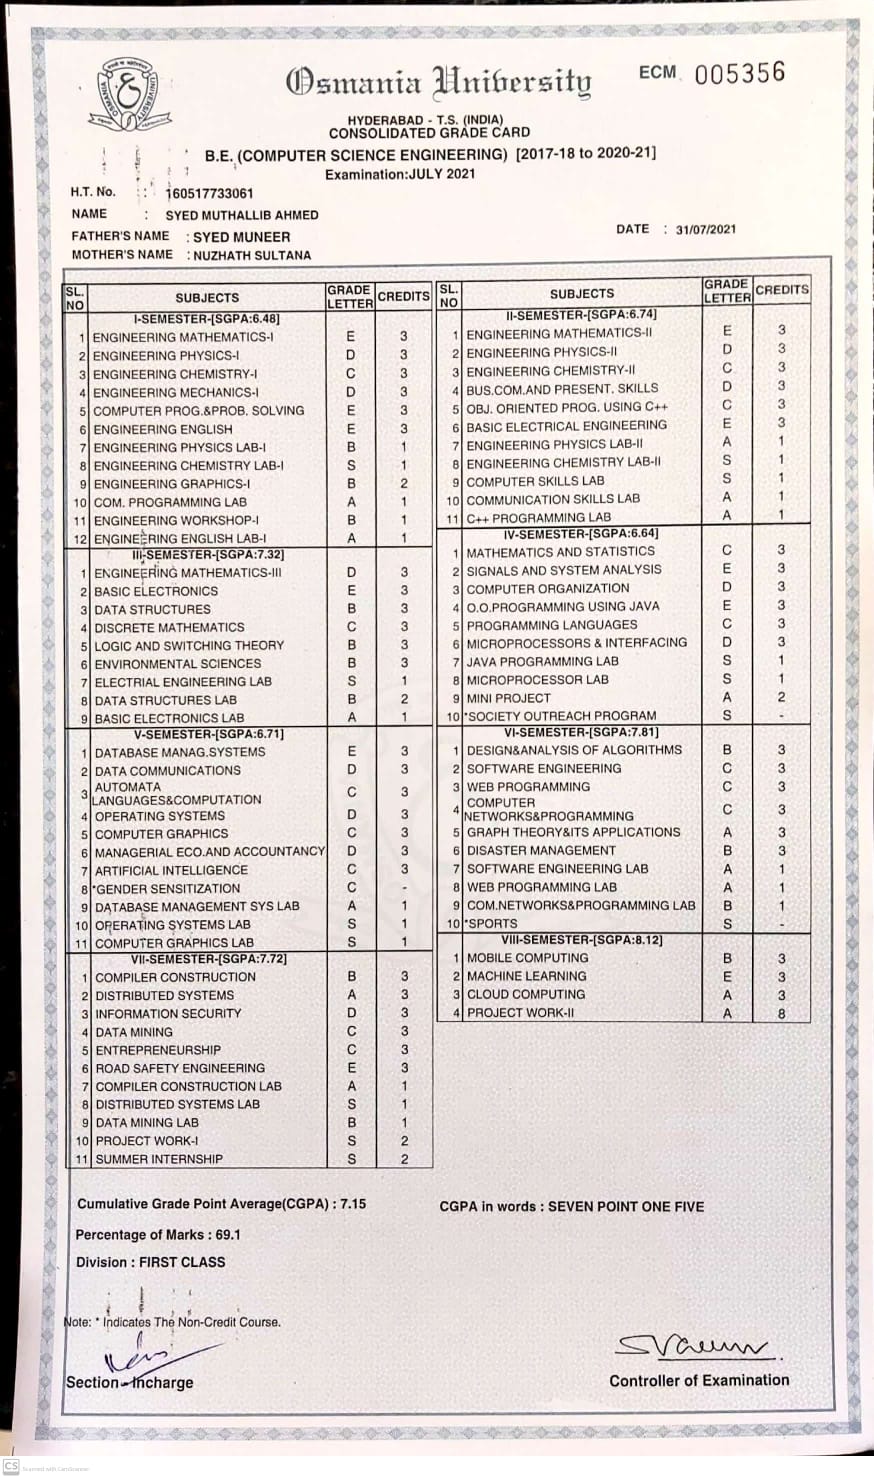 Osmania University
ECM 005356
HYDERABAD - T.S. (INDIA)
CONSOLIDATED GRADE CARD
B.E. (COMPUTER SCIENCE ENGINEERING) [2017-18 to 2020-21]
Examination:JULY 2021
H.T. No. : 160517733061
NAME : SYED MUTHALLIB AHMED
FATHER'S NAME : SYED MUNEER
DATE : 31/07/2021
MOTHER'S NAME : NUZHATH SULTANA
SL. NO SUBJECTS GRADE LETTER CREDITS
I-SEMESTER-[SGPA:6.48]
1 ENGINEERING MATHEMATICS-I E 3
2 ENGINEERING PHYSICS-I D 3
3 ENGINEERING CHEMISTRY-I C 3
4 ENGINEERING MECHANICS-I D 3
5 COMPUTER PROG.&PROB. SOLVING E 3
6 ENGINEERING ENGLISH E 3
7 ENGINEERING PHYSICS LAB-I B 1
8 ENGINEERING CHEMISTRY LAB-I S 1
9 ENGINEERING GRAPHICS-I B 2
10 COM. PROGRAMMING LAB A 1
11 ENGINEERING WORKSHOP-I B 1
12 ENGINEERING ENGLISH LAB-I A 1
III-SEMESTER-[SGPA:7.32]
1 ENGINEERING MATHEMATICS-III D 3
2 BASIC ELECTRONICS E 3
3 DATA STRUCTURES B 3
4 DISCRETE MATHEMATICS C 3
5 LOGIC AND SWITCHING THEORY B 3
6 ENVIRONMENTAL SCIENCES B 3
7 ELECTRIAL ENGINEERING LAB S 1
8 DATA STRUCTURES LAB B 2
9 BASIC ELECTRONICS LAB A 1
V-SEMESTER-[SGPA:6.71]
1 DATABASE MANAG.SYSTEMS E 3
2 DATA COMMUNICATIONS D 3
3 AUTOMATA
LANGUAGES&COMPUTATION C 3
4 OPERATING SYSTEMS D 3
5 COMPUTER GRAPHICS C 3
6 MANAGERIAL ECO.AND ACCOUNTANCY D 3
7 ARTIFICIAL INTELLIGENCE C 3
8 *GENDER SENSITIZATION C -
9 DATABASE MANAGEMENT SYS LAB A 1
10 OPERATING SYSTEMS LAB S 1
11 COMPUTER GRAPHICS LAB S 1
VII-SEMESTER-[SGPA:7.72]
1 COMPILER CONSTRUCTION B 3
2 DISTRIBUTED SYSTEMS A 3
3 INFORMATION SECURITY D 3
4 DATA MINING C 3
5 ENTREPRENEURSHIP C 3
6 ROAD SAFETY ENGINEERING E 3
7 COMPILER CONSTRUCTION LAB A 1
8 DISTRIBUTED SYSTEMS LAB S 1
9 DATA MINING LAB B 1
10 PROJECT WORK-I S 2
11 SUMMER INTERNSHIP S 2
SL. NO SUBJECTS GRADE LETTER CREDITS
II-SEMESTER-[SGPA:6.74]
1 ENGINEERING MATHEMATICS-II E 3
2 ENGINEERING PHYSICS-II D 3
3 ENGINEERING CHEMISTRY-II C 3
4 BUS.COM.AND PRESENT. SKILLS D 3
5 OBJ. ORIENTED PROG. USING C++ C 3
6 BASIC ELECTRICAL ENGINEERING E 3
7 ENGINEERING PHYSICS LAB-II A 1
8 ENGINEERING CHEMISTRY LAB-II S 1
9 COMPUTER SKILLS LAB S 1
10 COMMUNICATION SKILLS LAB A 1
11 C++ PROGRAMMING LAB A 1
IV-SEMESTER-[SGPA:6.64]
1 MATHEMATICS AND STATISTICS C 3
2 SIGNALS AND SYSTEM ANALYSIS E 3
3 COMPUTER ORGANIZATION D 3
4 O.O.PROGRAMMING USING JAVA E 3
5 PROGRAMMING LANGUAGES C 3
6 MICROPROCESSORS & INTERFACING D 3
7 JAVA PROGRAMMING LAB S 1
8 MICROPROCESSOR LAB S 1
9 MINI PROJECT A 2
10 *SOCIETY OUTREACH PROGRAM S -
VI-SEMESTER-[SGPA:7.81]
1 DESIGN&ANALYSIS OF ALGORITHMS B 3
2 SOFTWARE ENGINEERING C 3
3 WEB PROGRAMMING C 3
4 COMPUTER
NETWORKS&PROGRAMMING C 3
5 GRAPH THEORY&ITS APPLICATIONS A 3
6 DISASTER MANAGEMENT B 3
7 SOFTWARE ENGINEERING LAB A 1
8 WEB PROGRAMMING LAB A 1
9 COM.NETWORKS&PROGRAMMING LAB B 1
10 *SPORTS S -
VIII-SEMESTER-[SGPA:8.12]
1 MOBILE COMPUTING B 3
2 MACHINE LEARNING E 3
3 CLOUD COMPUTING A 3
4 PROJECT WORK-II A 8
Cumulative Grade Point Average(CGPA) : 7.15
CGPA in words : SEVEN POINT ONE FIVE
Percentage of Marks : 69.1
Division : FIRST CLASS
Note: * Indicates The Non-Credit Course.
Section-Incharge
Controller of Examination
CS Scanned with CamScanner